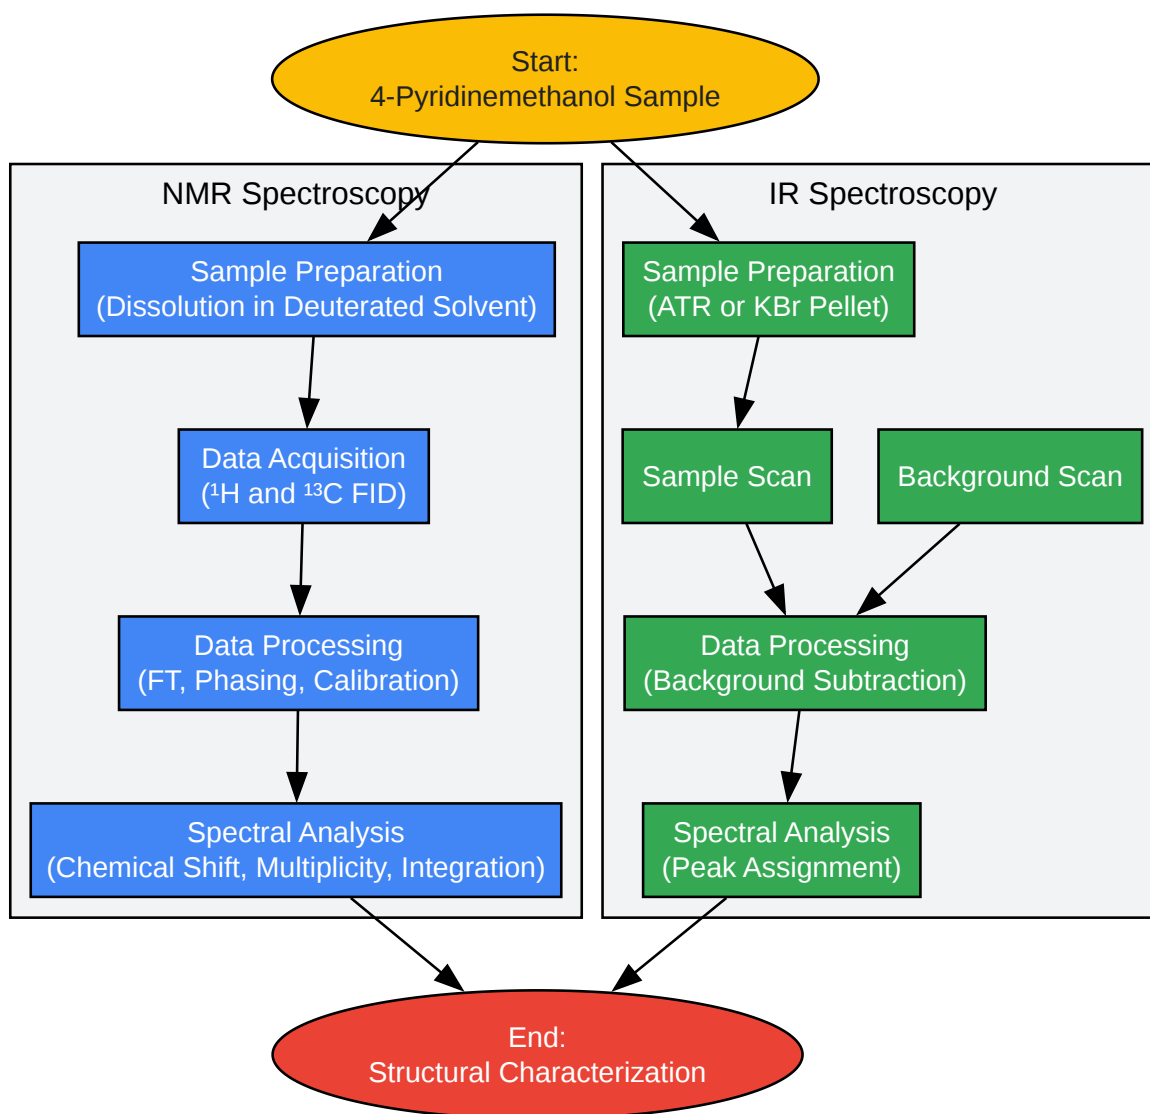 Start:
4-Pyridinemethanol Sample
NMR Spectroscopy
Sample Preparation
(Dissolution in Deuterated Solvent)
Data Acquisition
(¹H and ¹³C FID)
Data Processing
(FT, Phasing, Calibration)
Spectral Analysis
(Chemical Shift, Multiplicity, Integration)
IR Spectroscopy
Sample Preparation
(ATR or KBr Pellet)
Sample Scan
Background Scan
Data Processing
(Background Subtraction)
Spectral Analysis
(Peak Assignment)
End:
Structural Characterization